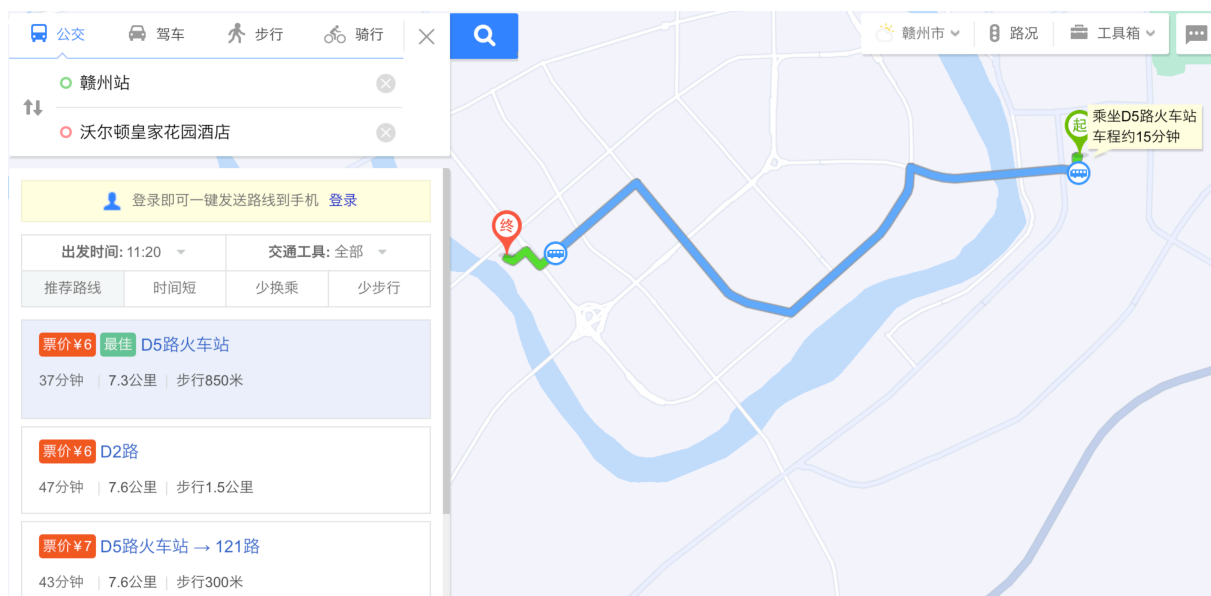 公交 驾车 步行 骑行
赣州站
沃尔顿皇家花园酒店
赣州市 路况 工具箱
乘坐D5路火车站
车程约15分钟
起
终
登录即可一键发送路线到手机 登录
出发时间: 11:20 交通工具: 全部
推荐路线 时间短 少换乘 少步行
票价¥6 最佳 D5路火车站
37分钟 | 7.3公里 | 步行850米
票价¥6 D2路
47分钟 | 7.6公里 | 步行1.5公里
票价¥7 D5路火车站 → 121路
43分钟 | 7.6公里 | 步行300米